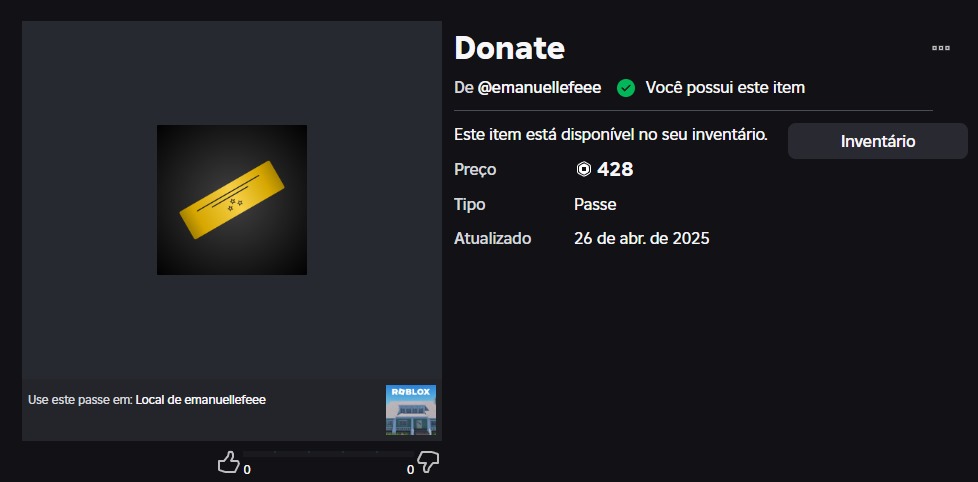 Donate
De @emanuellefeee Você possui este item
Este item está disponível no seu inventário.
Inventário
Preço 428
Tipo Passe
Atualizado 26 de abr. de 2025
Use este passe em: Local de emanuellefeee
ROBLOX
0 0